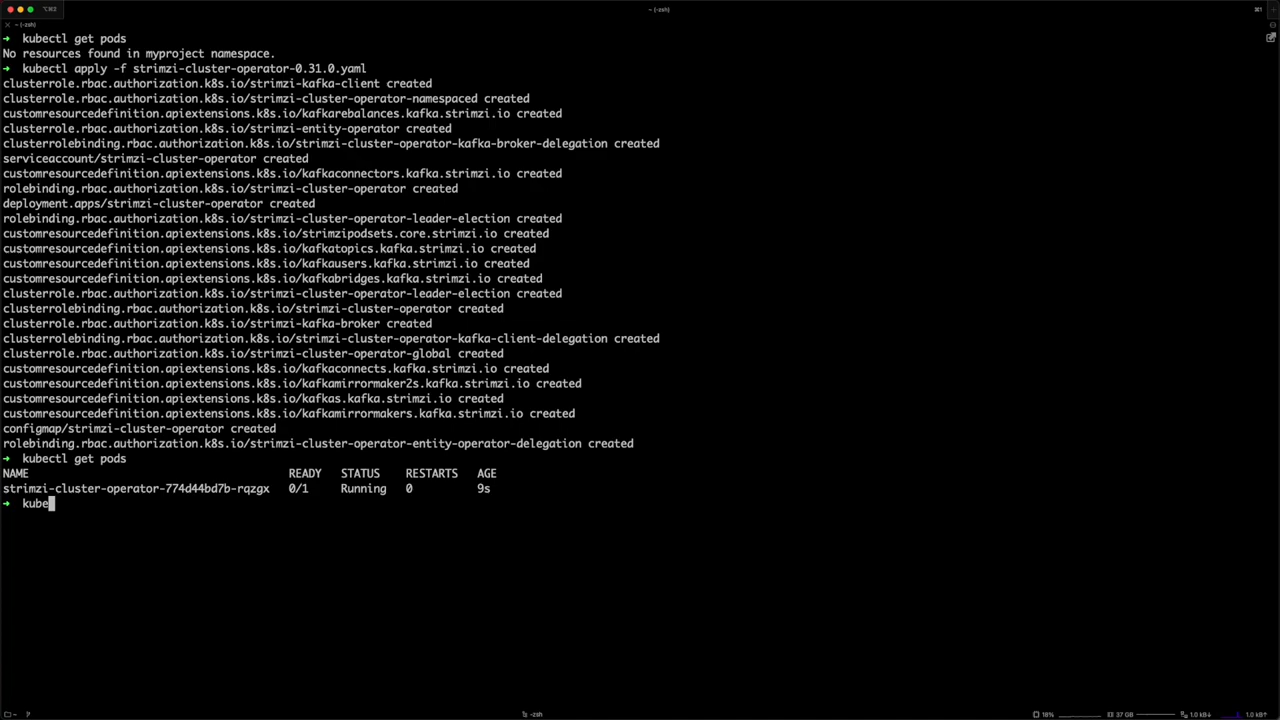 ⌥⌘1
~ (-zsh)
⌘1
× ~ (-zsh)
→ kubectl get pods
No resources found in myproject namespace.
→ kubectl apply -f strimzi-cluster-operator-0.31.0.yaml
clusterrole.rbac.authorization.k8s.io/strimzi-kafka-client created
clusterrole.rbac.authorization.k8s.io/strimzi-cluster-operator-namespaced created
customresourcedefinition.apiextensions.k8s.io/kafkarebalances.kafka.strimzi.io created
clusterrole.rbac.authorization.k8s.io/strimzi-entity-operator created
clusterrolebinding.rbac.authorization.k8s.io/strimzi-cluster-operator-kafka-broker-delegation created
serviceaccount/strimzi-cluster-operator created
customresourcedefinition.apiextensions.k8s.io/kafkaconnectors.kafka.strimzi.io created
rolebinding.rbac.authorization.k8s.io/strimzi-cluster-operator created
deployment.apps/strimzi-cluster-operator created
rolebinding.rbac.authorization.k8s.io/strimzi-cluster-operator-leader-election created
customresourcedefinition.apiextensions.k8s.io/strimzipodsets.core.strimzi.io created
customresourcedefinition.apiextensions.k8s.io/kafkatopics.kafka.strimzi.io created
customresourcedefinition.apiextensions.k8s.io/kafkausers.kafka.strimzi.io created
customresourcedefinition.apiextensions.k8s.io/kafkabridges.kafka.strimzi.io created
clusterrole.rbac.authorization.k8s.io/strimzi-cluster-operator-leader-election created
clusterrolebinding.rbac.authorization.k8s.io/strimzi-cluster-operator created
clusterrole.rbac.authorization.k8s.io/strimzi-kafka-broker created
clusterrolebinding.rbac.authorization.k8s.io/strimzi-cluster-operator-kafka-client-delegation created
clusterrole.rbac.authorization.k8s.io/strimzi-cluster-operator-global created
customresourcedefinition.apiextensions.k8s.io/kafkaconnects.kafka.strimzi.io created
customresourcedefinition.apiextensions.k8s.io/kafkamirrormaker2s.kafka.strimzi.io created
customresourcedefinition.apiextensions.k8s.io/kafkas.kafka.strimzi.io created
customresourcedefinition.apiextensions.k8s.io/kafkamirrormakers.kafka.strimzi.io created
configmap/strimzi-cluster-operator created
rolebinding.rbac.authorization.k8s.io/strimzi-cluster-operator-entity-operator-delegation created
→ kubectl get pods
NAME READY STATUS RESTARTS AGE
strimzi-cluster-operator-774d44bd7b-rqzgx 0/1 Running 0 9s
→ kube
~ -zsh 18% 37 GB 1.0 kB↓ 1.0 kB↑